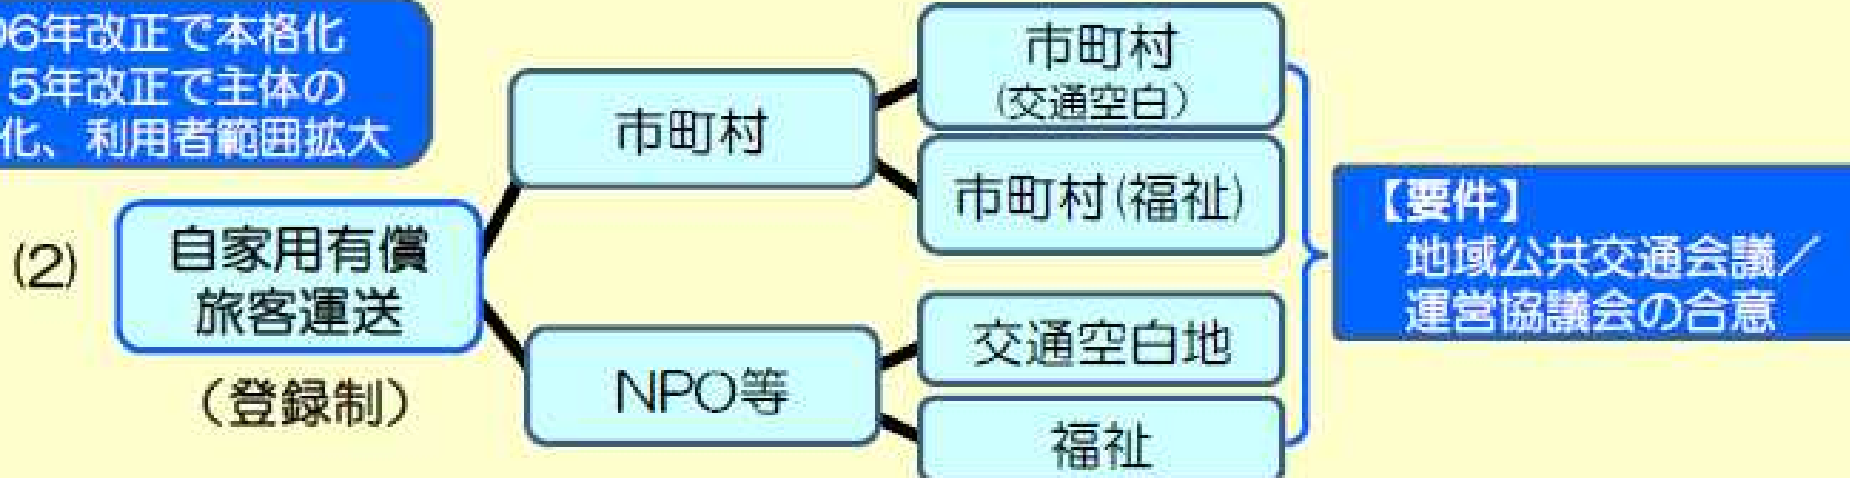 06年改正で本格化
5年改正で主体の
化、利用者範囲拡大
(2)
自家用有償
旅客運送
(登録制)
市町村
市町村
(交通空白)
市町村(福祉)
NPO等
交通空白地
福祉
【要件】
地域公共交通会議／
運営協議会の合意